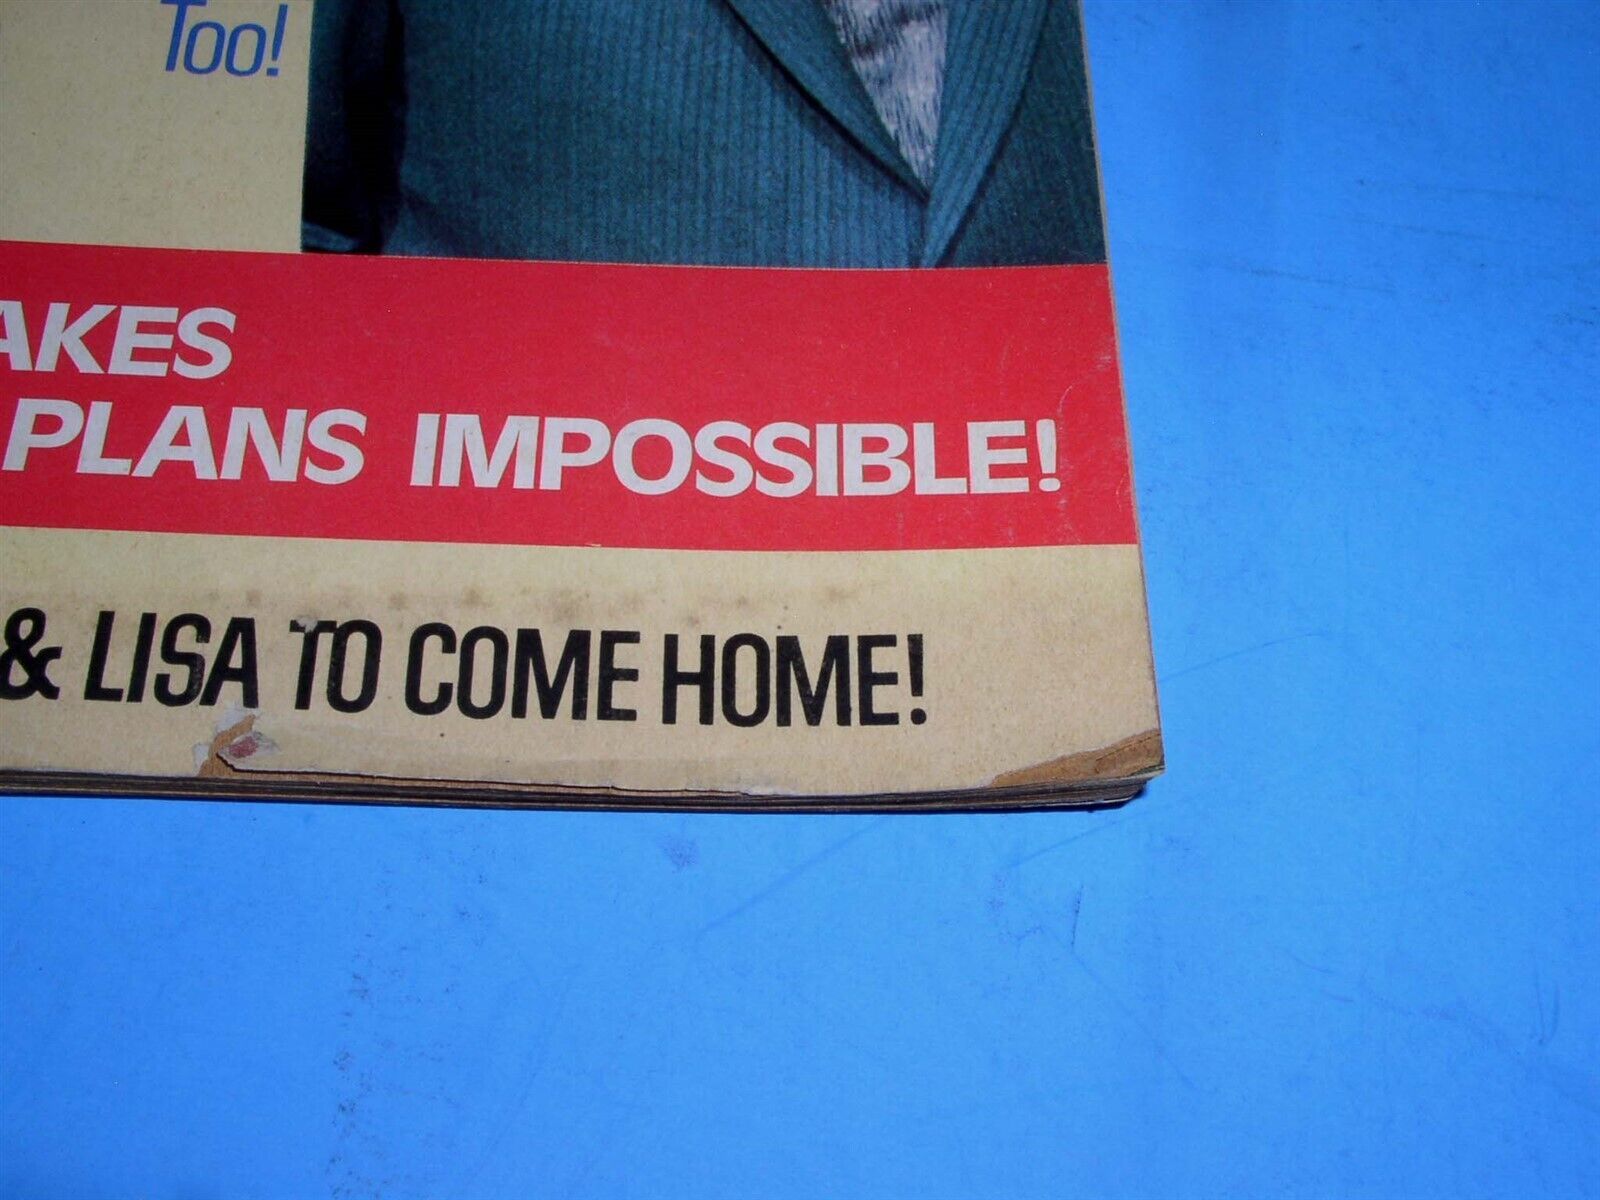 Too!
AKES
PLANS IMPOSSIBLE!
& LISA TO COME HOME!